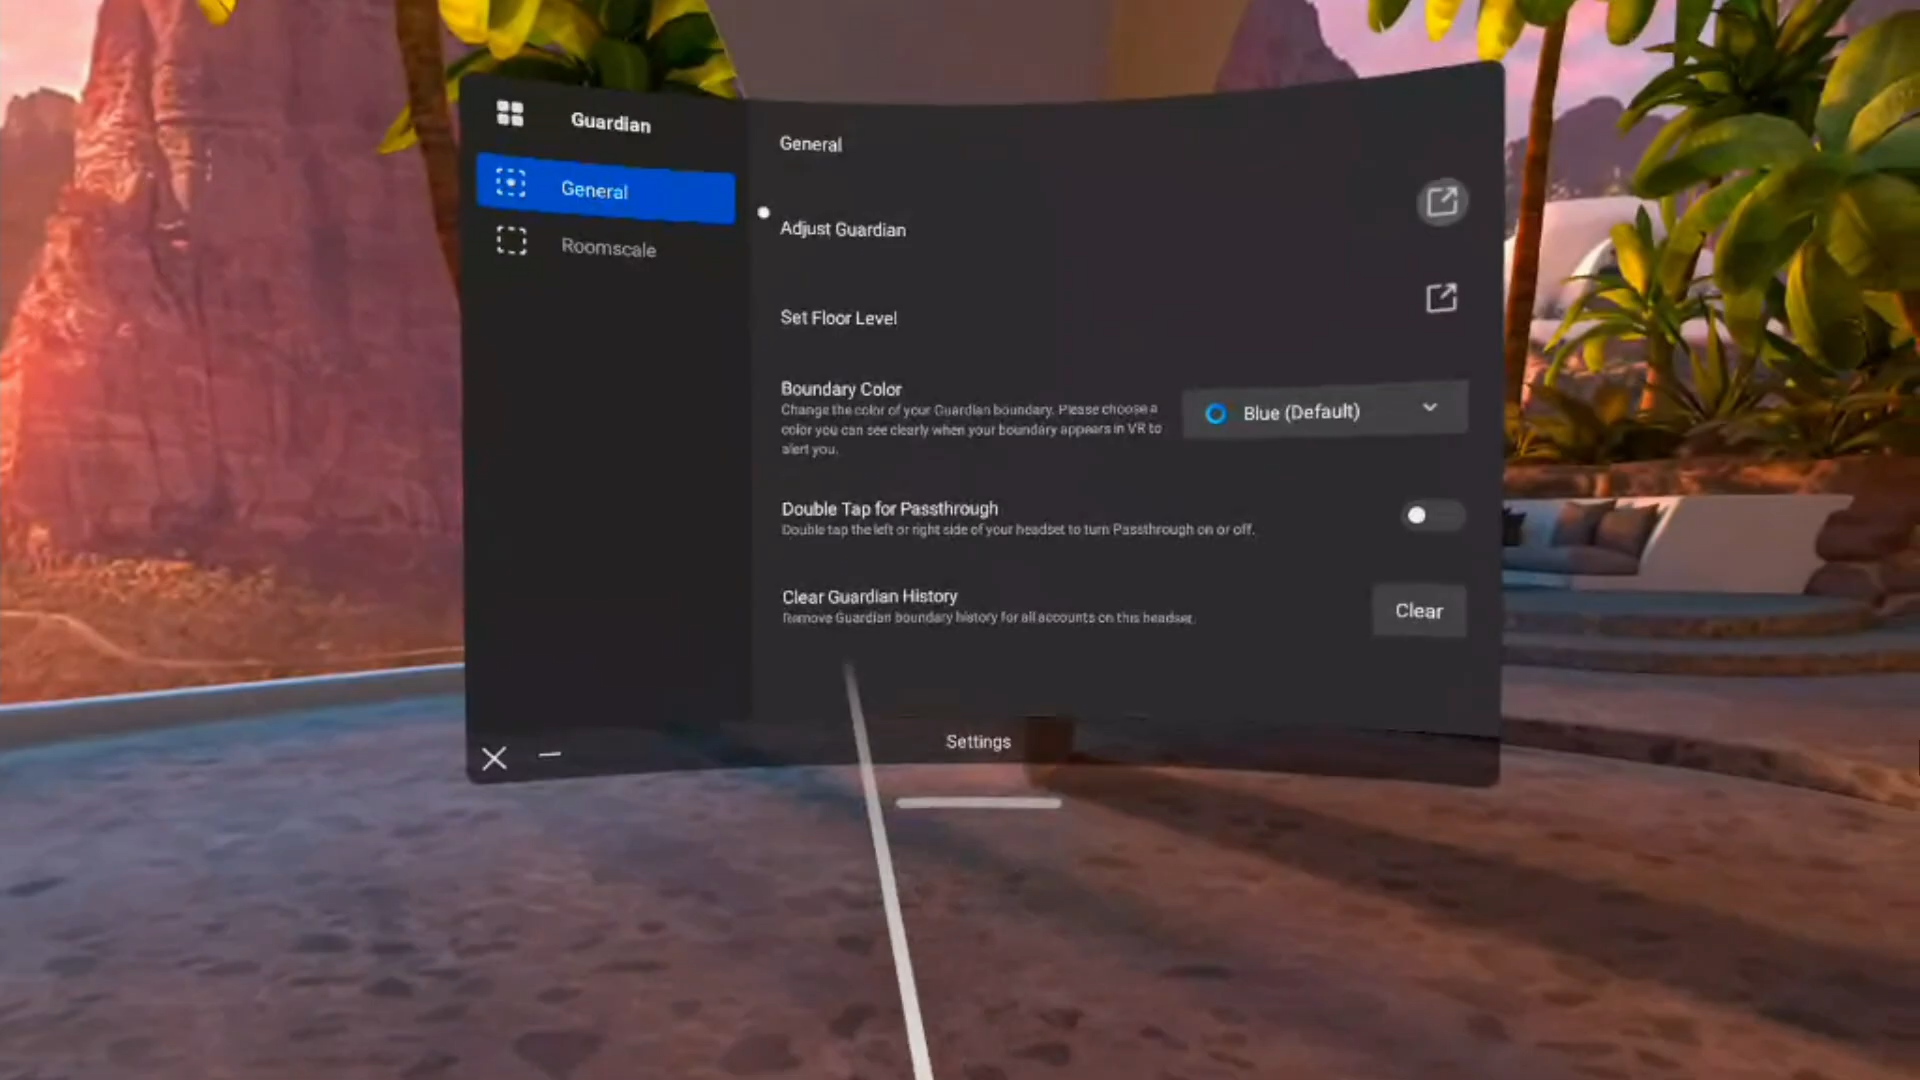 Guardian
General
Roomscale
General
Adjust Guardian
Set Floor Level
Boundary Color
Change the color of your Guardian boundary. Please choose a
color you can see clearly when your boundary appears in VR to
alert you.
Blue (Default)
Double Tap for Passthrough
Double tap the left or right side of your headset to turn Passthrough on or off.
Clear Guardian History
Remove Guardian boundary history for all accounts on this headset.
Clear
Settings